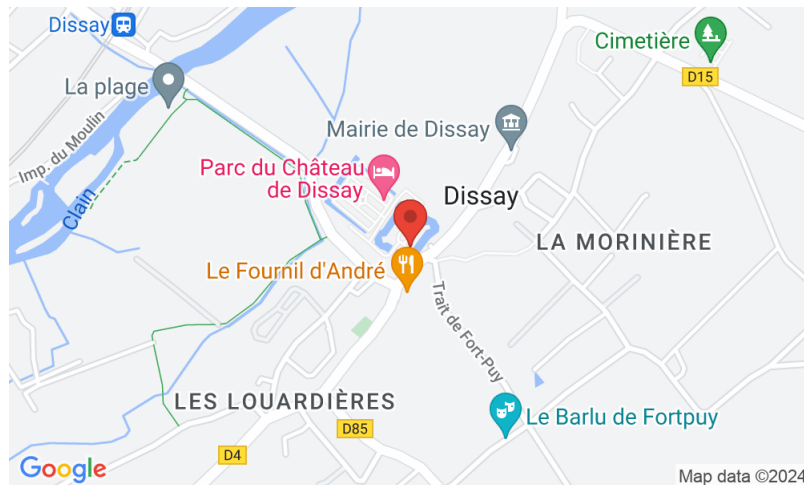 Dissay
Cimetière
D15
La plage
Mairie de Dissay
Imp. du Moulin
Parc du Château
de Dissay
Dissay
Clain
LA MORINIÈRE
Le Fournil d'André
Trait de Fort-Puy
LES LOUARDIÈRES
Le Barlu de Fortpuy
D85
D4
Google
Map data ©2024